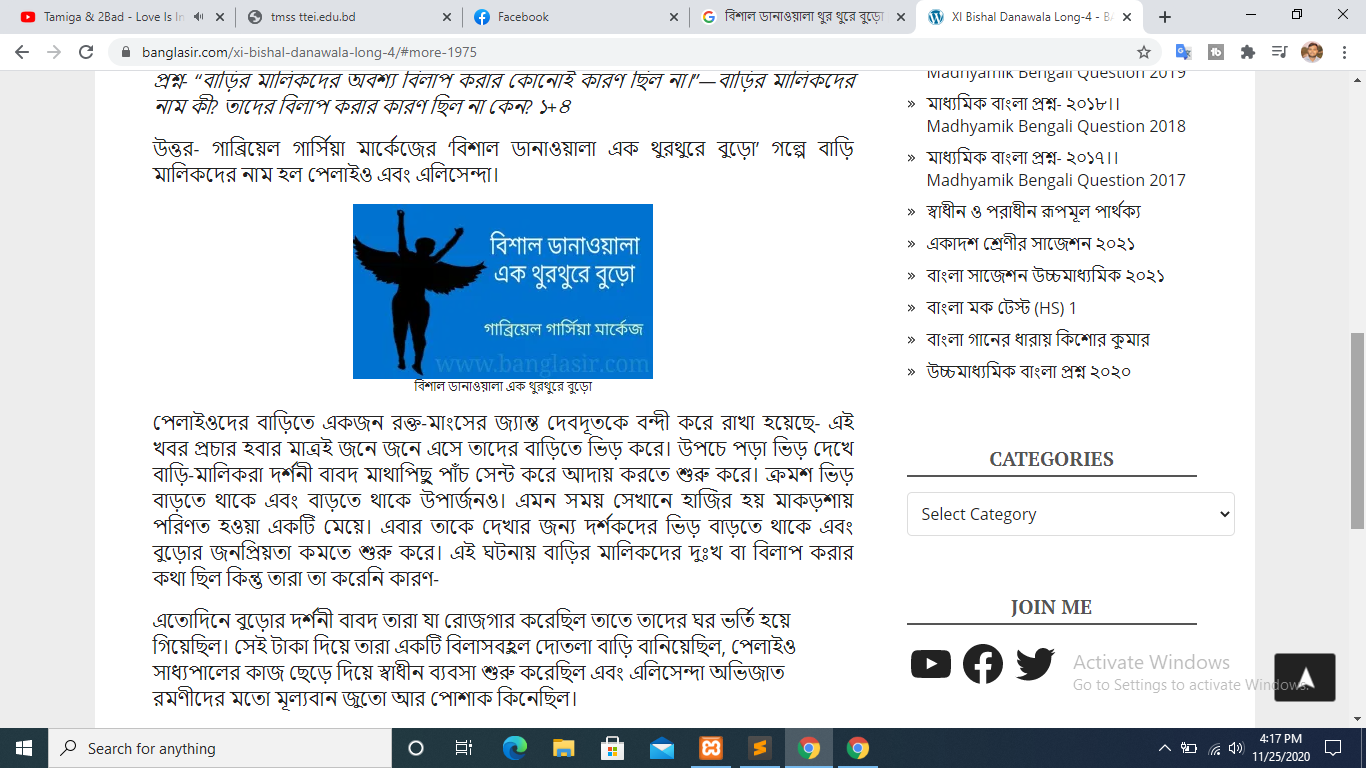 Tamiga & 2Bad - Love Is In
tmss ttei.edu.bd
Facebook
বিশাল ডানাওয়ালা থুর থুরে বুড়ো
XI Bishal Danawala Long-4 - BA
banglasir.com/xi-bishal-danawala-long-4/#more-1975
প্রশ্ন- “বাড়ির মালিকদের অবশ্য বিলাপ করার কোনোই কারণ ছিল না।”—বাড়ির মালিকদের
নাম কী? তাদের বিলাপ করার কারণ ছিল না কেন? ১+৪
উত্তর- গাব্রিয়েল গার্সিয়া মার্কেজের ‘বিশাল ডানাওয়ালা এক থুরথুরে বুড়ো’ গল্পে বাড়ি
মালিকদের নাম হল পেলাইও এবং এলিসেন্দা।
বিশাল ডানাওয়ালা
এক থুরথুরে বুড়ো
গাব্রিয়েল গার্সিয়া মার্কেজ
www.banglasir.com
বিশাল ডানাওয়ালা এক থুরথুরে বুড়ো
পেলাইওদের বাড়িতে একজন রক্ত-মাংসের জ্যান্ত দেবদূতকে বন্দী করে রাখা হয়েছে- এই
খবর প্রচার হবার মাত্রই জনে জনে এসে তাদের বাড়িতে ভিড় করে। উপচে পড়া ভিড় দেখে
বাড়ি-মালিকরা দর্শনী বাবদ মাথাপিছু পাঁচ সেন্ট করে আদায় করতে শুরু করে। ক্রমশ ভিড়
বাড়তে থাকে এবং বাড়তে থাকে উপার্জনও। এমন সময় সেখানে হাজির হয় মাকড়শায়
পরিণত হওয়া একটি মেয়ে। এবার তাকে দেখার জন্য দর্শকদের ভিড় বাড়তে থাকে এবং
বুড়োর জনপ্রিয়তা কমতে শুরু করে। এই ঘটনায় বাড়ির মালিকদের দুঃখ বা বিলাপ করার
কথা ছিল কিন্তু তারা তা করেনি কারণ-
এতোদিনে বুড়োর দর্শনী বাবদ তারা যা রোজগার করেছিল তাতে তাদের ঘর ভর্তি হয়ে
গিয়েছিল। সেই টাকা দিয়ে তারা একটি বিলাসবহুল দোতলা বাড়ি বানিয়েছিল, পেলাইও
সাধ্যপালের কাজ ছেড়ে দিয়ে স্বাধীন ব্যবসা শুরু করেছিল এবং এলিসেন্দা অভিজাত
রমণীদের মতো মূল্যবান জুতো আর পোশাক কিনেছিল।
Madhyamik Bengali Question 2019
» মাধ্যমিক বাংলা প্রশ্ন- ২০১৮।।
Madhyamik Bengali Question 2018
» মাধ্যমিক বাংলা প্রশ্ন- ২০১৭।।
Madhyamik Bengali Question 2017
» স্বাধীন ও পরাধীন রূপমূল পার্থক্য
» একাদশ শ্রেণীর সাজেশন ২০২১
» বাংলা সাজেশন উচ্চমাধ্যমিক ২০২১
» বাংলা মক টেস্ট (HS) 1
» বাংলা গানের ধারায় কিশোর কুমার
» উচ্চমাধ্যমিক বাংলা প্রশ্ন ২০২০
CATEGORIES
Select Category
JOIN ME
Activate Windows
Go to Settings to activate Windows.
Search for anything
4:17 PM
11/25/2020